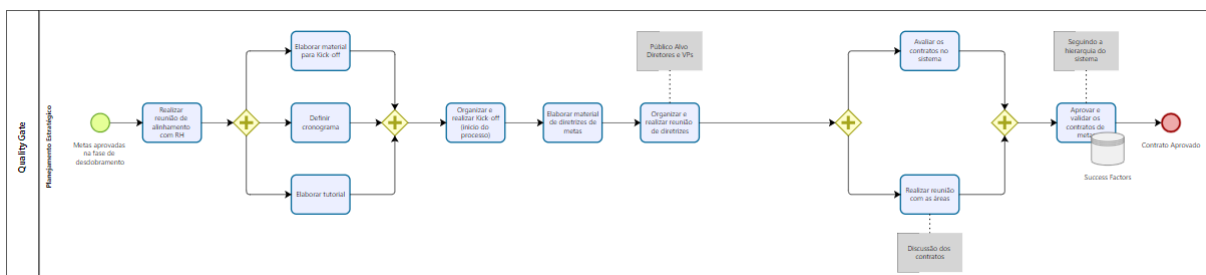 Quality Gate
Planejamento Estratégico
Metas aprovadas
na fase de
desdobramento
Realizar
reunião de
alinhamento
com RH
Elaborar material
para Kick-off
Definir
cronograma
Elaborar tutorial
Organizar e
realizar Kick-off
(início do
processo)
Elaborar material
de diretrizes de
metas
Público Alvo
Diretores e VPs
Organizar e
realizar reunião
de diretrizes
Avaliar os
contratos no
sistema
Realizar reunião
com as áreas
Discussão dos
contratos
Seguindo a
hierarquia do
sistema
Aprovar e
validar os
contratos de
metas
Success Factors
Contrato Aprovado